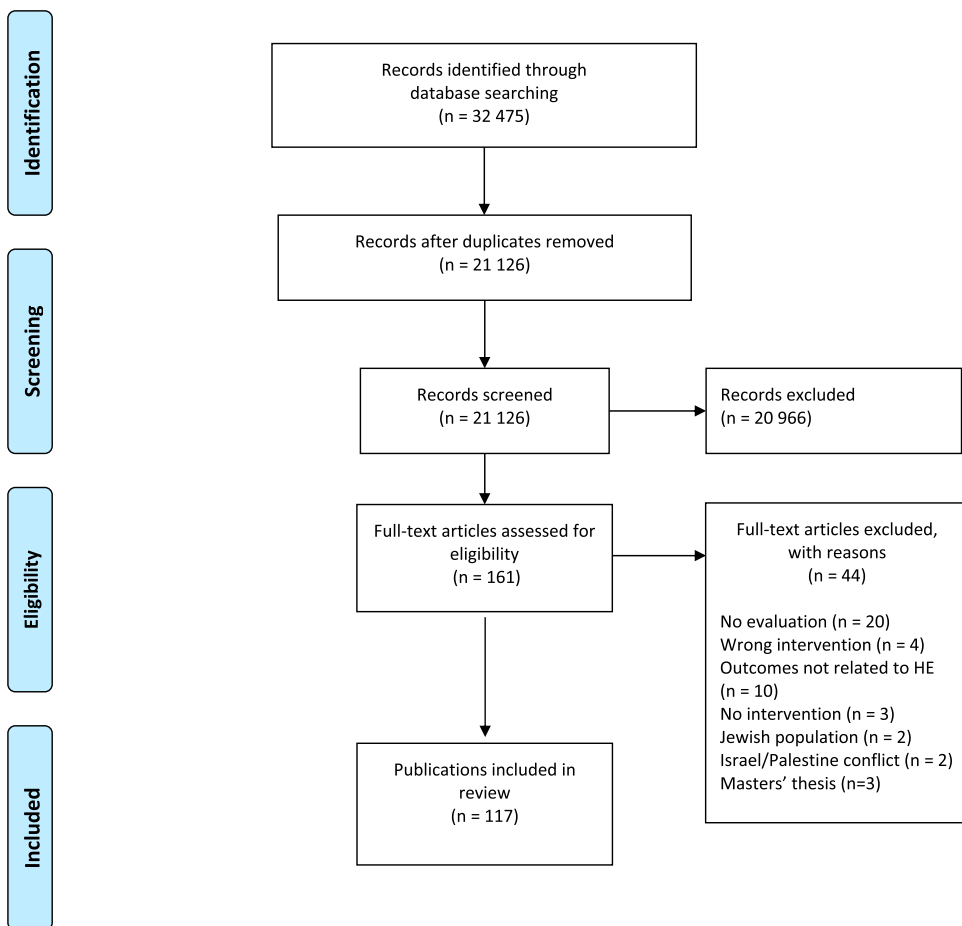 Identification
Records identified through
database searching
(n = 32 475)
Records after duplicates removed
(n = 21 126)
Screening
Records screened
(n = 21 126)
Records excluded
(n = 20 966)
Eligibility
Full-text articles assessed for
eligibility
(n = 161)
Full-text articles excluded,
with reasons
(n = 44)
No evaluation (n = 20)
Wrong intervention (n = 4)
Outcomes not related to HE
(n = 10)
No intervention (n = 3)
Jewish population (n = 2)
Israel/Palestine conflict (n = 2)
Masters’ thesis (n=3)
Included
Publications included in
review
(n = 117)